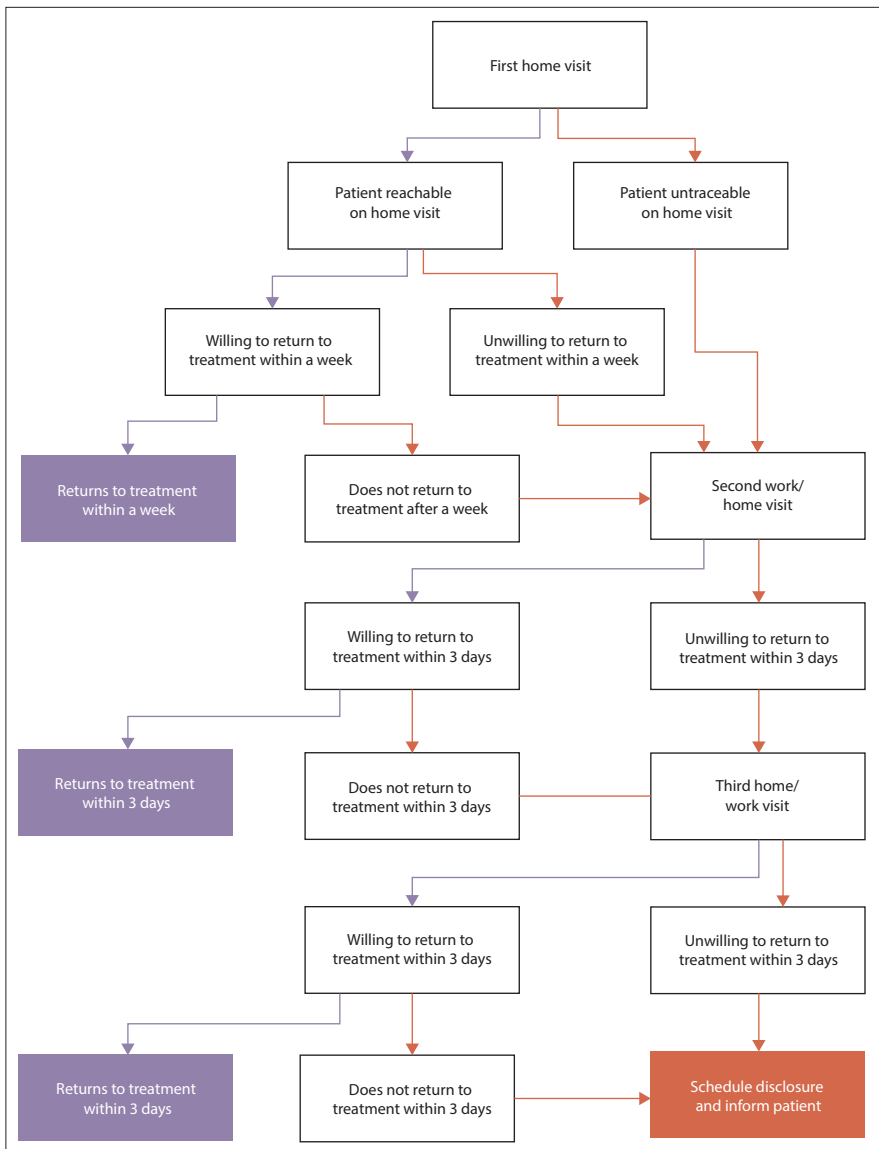 First home visit
Patient reachable
on home visit
Patient untraceable
on home visit
Willing to return to
treatment within a week
Unwilling to return to
treatment within a week
Returns to treatment
within a week
Does not return to
treatment after a week
Second work/
home visit
Willing to return to
treatment within 3 days
Unwilling to return to
treatment within 3 days
Returns to treatment
within 3 days
Does not return to
treatment within 3 days
Third home/
work visit
Willing to return to
treatment within 3 days
Unwilling to return to
treatment within 3 days
Returns to treatment
within 3 days
Does not return to
treatment within 3 days
Schedule disclosure
and inform patient